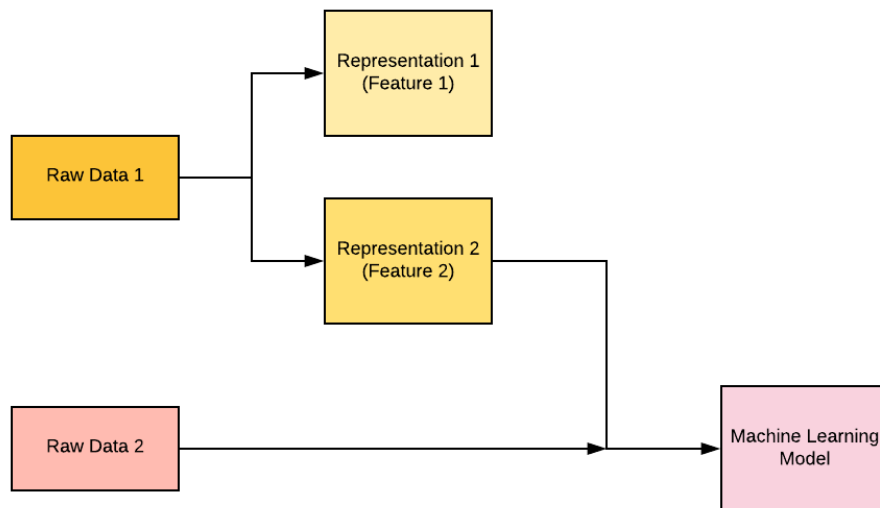 Representation 1
(Feature 1)
Raw Data 1
Representation 2
(Feature 2)
Raw Data 2
Machine Learning
Model